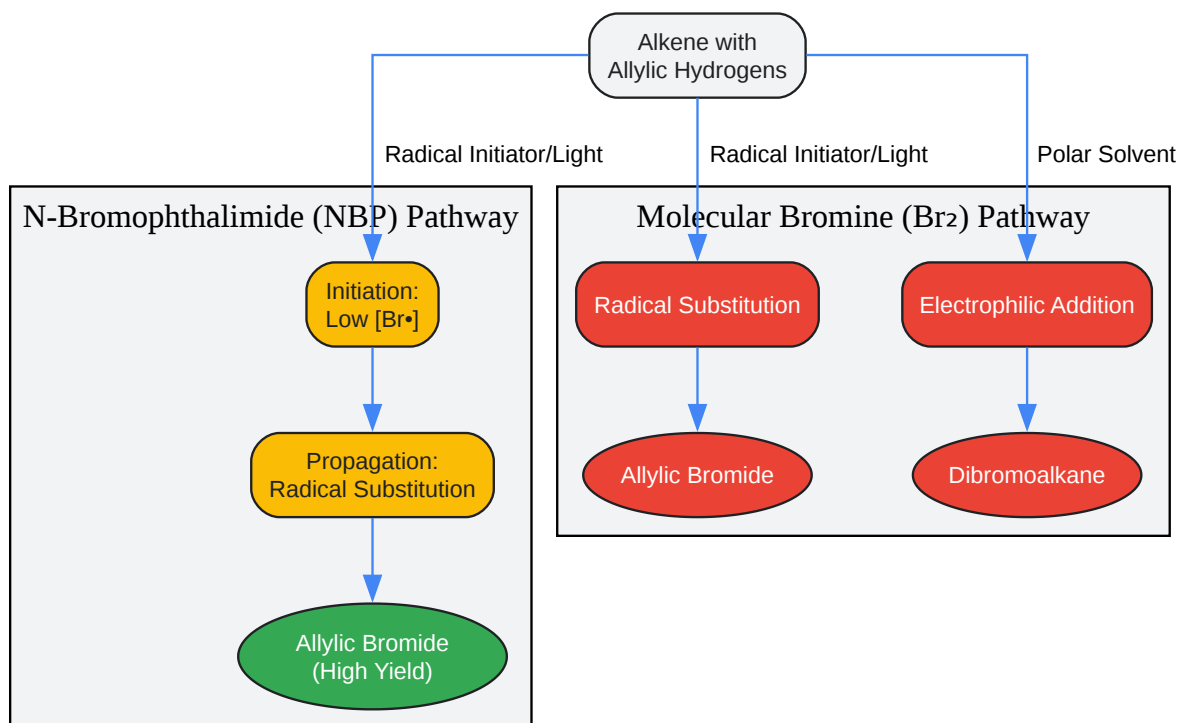 Alkene with
Allylic Hydrogens
Radical Initiator/Light
Radical Initiator/Light
Polar Solvent
N-Bromophthalimide (NBP) Pathway
Molecular Bromine (Br₂) Pathway
Initiation:
Low [Br•]
Radical Substitution
Electrophilic Addition
Propagation:
Radical Substitution
Allylic Bromide
Dibromoalkane
Allylic Bromide
(High Yield)